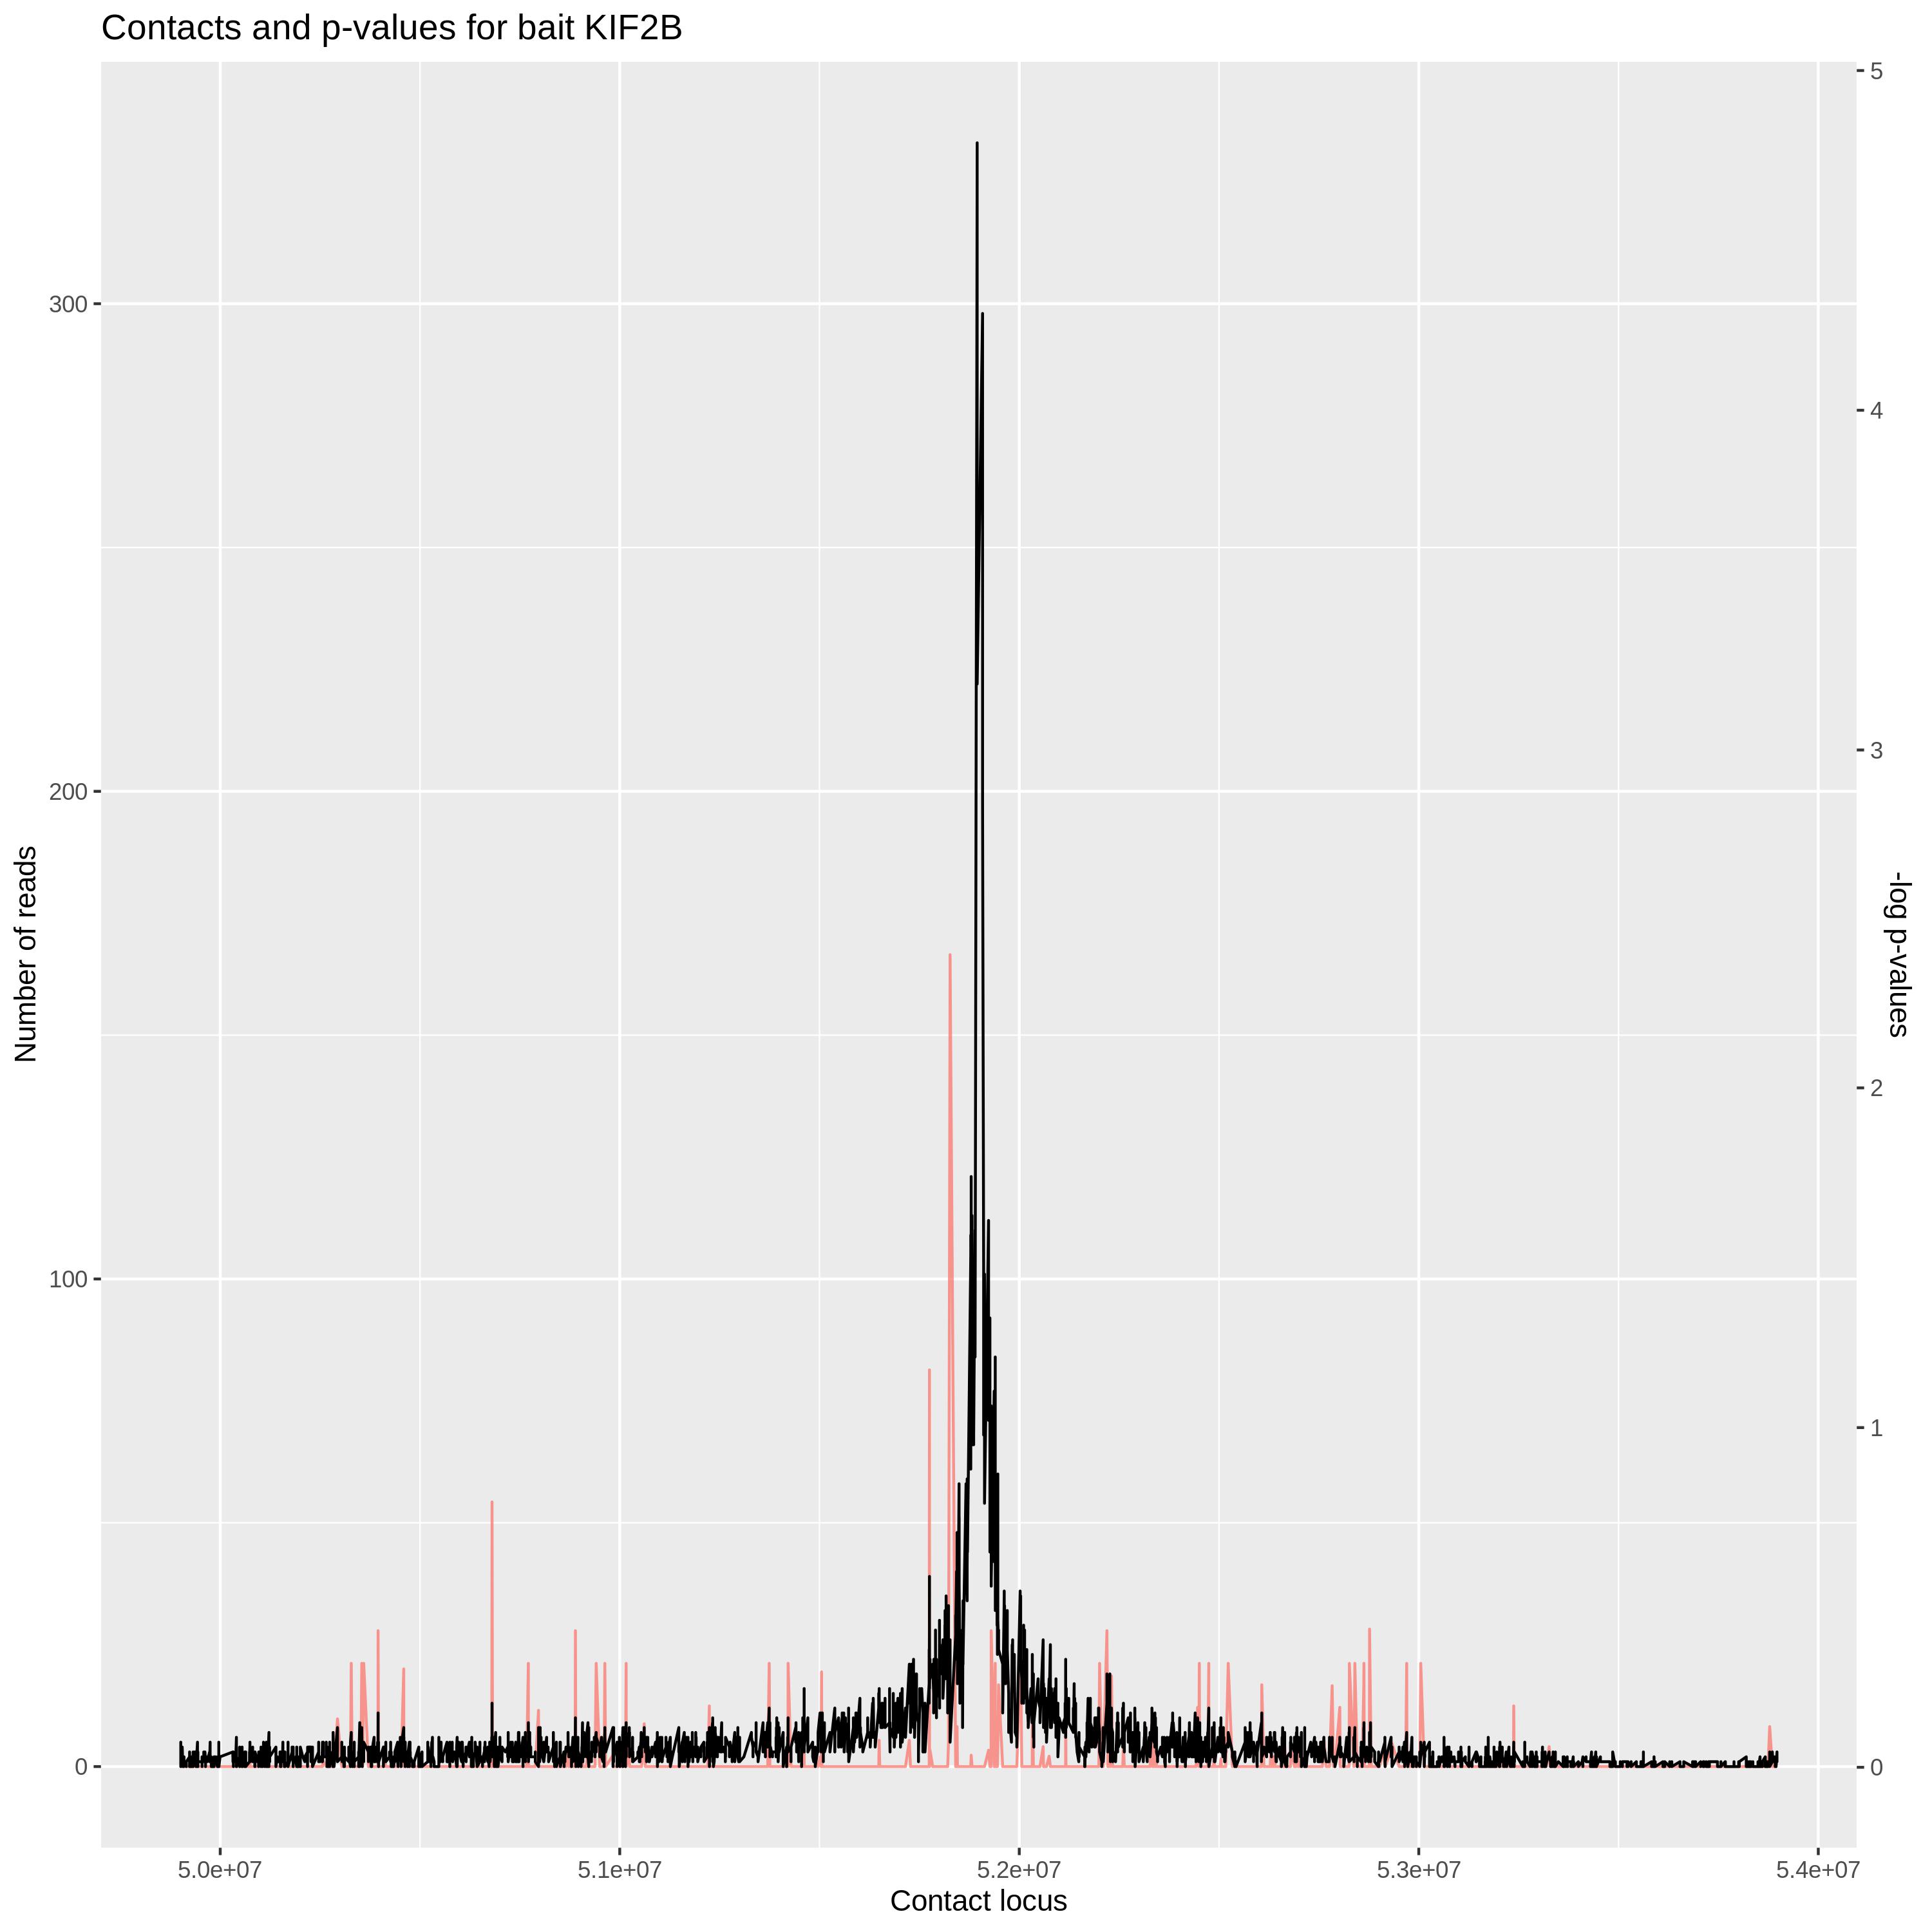 Contacts and p-values for bait KIF2B
Number of reads
300
200
100
0
5
4
3
2
1
0
-log p-values
5.0e+07 5.1e+07 5.2e+07 5.3e+07 5.4e+07
Contact locus